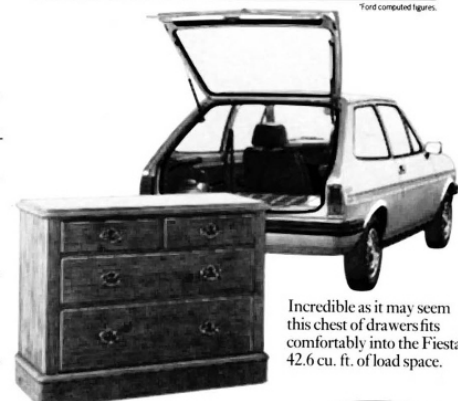 *Ford computed figures.
Incredible as it may seem
this chest of drawers fits
comfortably into the Fiesta
42.6 cu. ft. of load space.